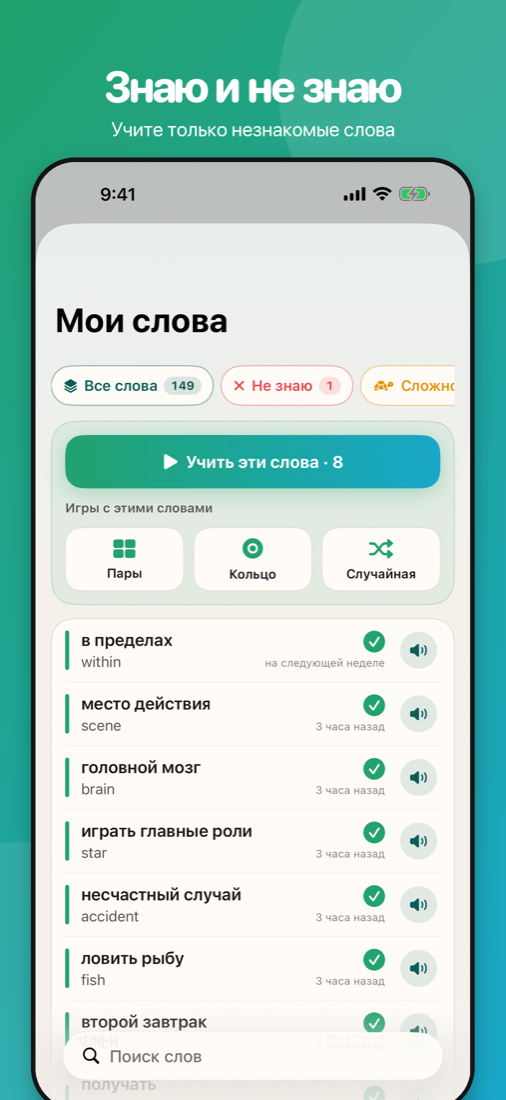 Знаю и не знаю
Учите только незнакомые слова
9:41
Мои слова
Все слова 149
Не знаю 1
Сложно
Учить эти слова · 8
Игры с этими словами
Пары
Кольцо
Случайная
в пределах
within
на следующей неделе
место действия
scene
3 часа назад
головной мозг
brain
3 часа назад
играть главные роли
star
3 часа назад
несчастный случай
accident
3 часа назад
ловить рыбу
fish
3 часа назад
второй завтрак
Поиск слов
получать